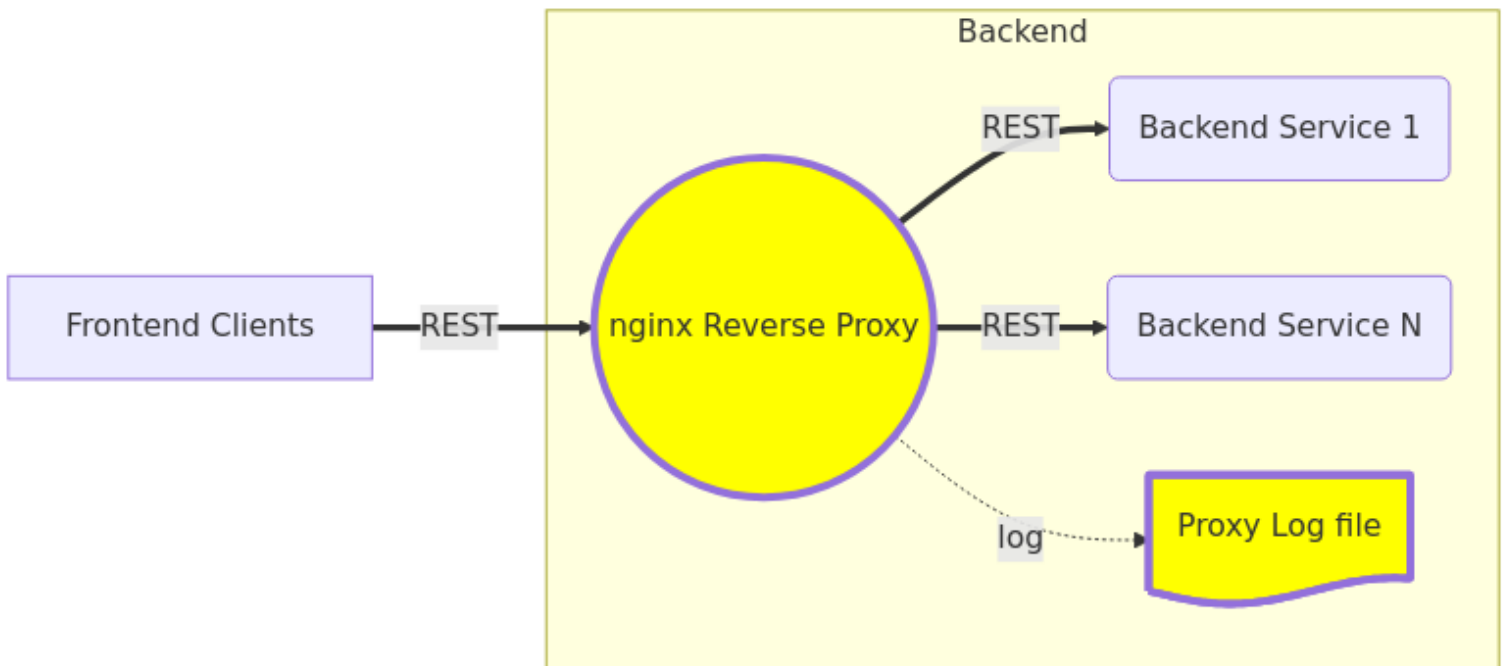 Backend
REST
Backend Service 1
Frontend Clients
REST
nginx Reverse Proxy
REST
Backend Service N
log
Proxy Log file